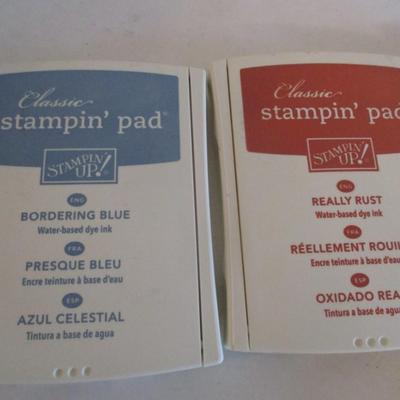 Classic
stampin' pad®
STAMPIN' UP!®
ENG
BORDERING BLUE
Water-based dye ink
FRA
PRESQUE BLEU
Encre teinture à base d'eau
ESP
AZUL CELESTIAL
Tintura a base de agua
Classic
stampin' pad
STAMPIN' UP!®
ENG
REALLY RUST
Water-based dye ink
FRA
RÉELLEMENT ROUI
Encre teinture à base d'eau
ESP
OXIDADO REA
Tintura a base de agua